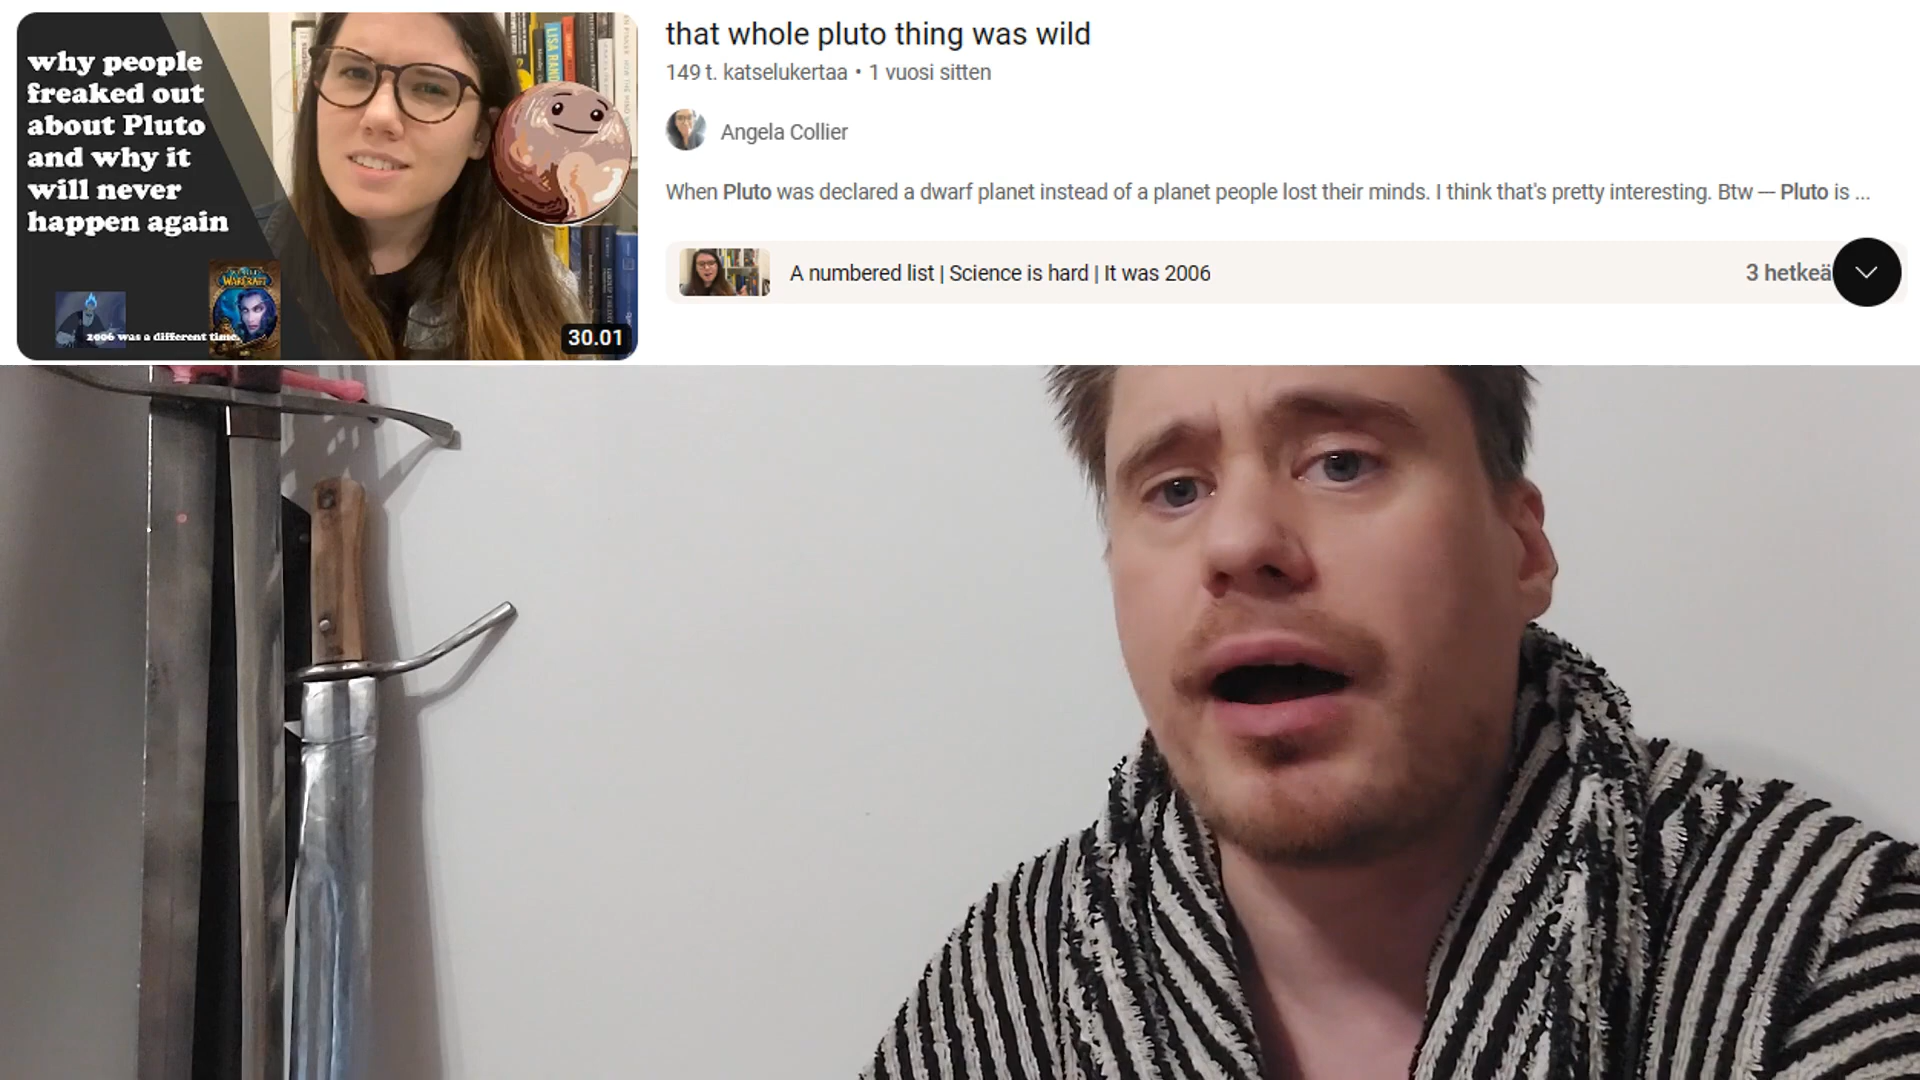 why people
freaked out
about Pluto
and why it
will never
happen again
LISA RAND
WARCRAFT
2006 was a different time.
30.01
that whole pluto thing was wild
149 t. katselukertaa • 1 vuosi sitten
Angela Collier
When Pluto was declared a dwarf planet instead of a planet people lost their minds. I think that's pretty interesting. Btw — Pluto is ...
A numbered list | Science is hard | It was 2006
3 hetkeä